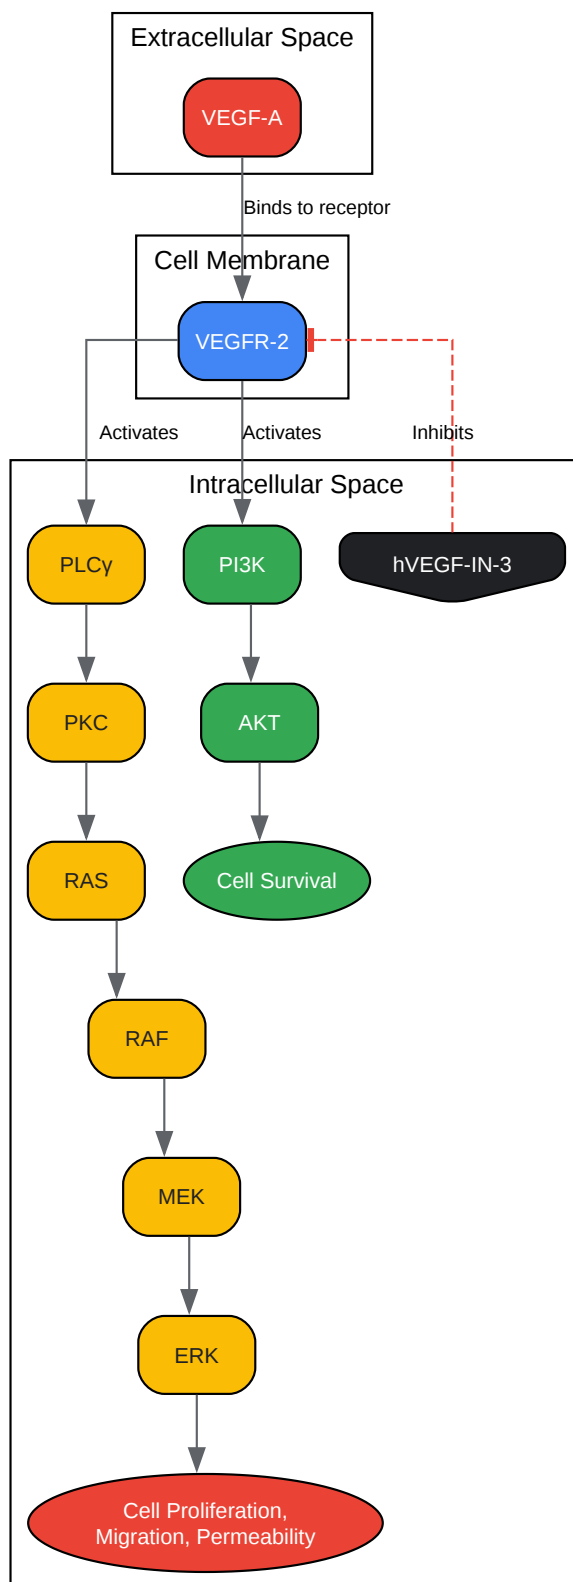 Extracellular Space
VEGF-A
Binds to receptor
Cell Membrane
VEGFR-2
Activates
Activates
Inhibits
Intracellular Space
PLCγ
PI3K
hVEGF-IN-3
PKC
AKT
RAS
Cell Survival
RAF
MEK
ERK
Cell Proliferation,
Migration, Permeability